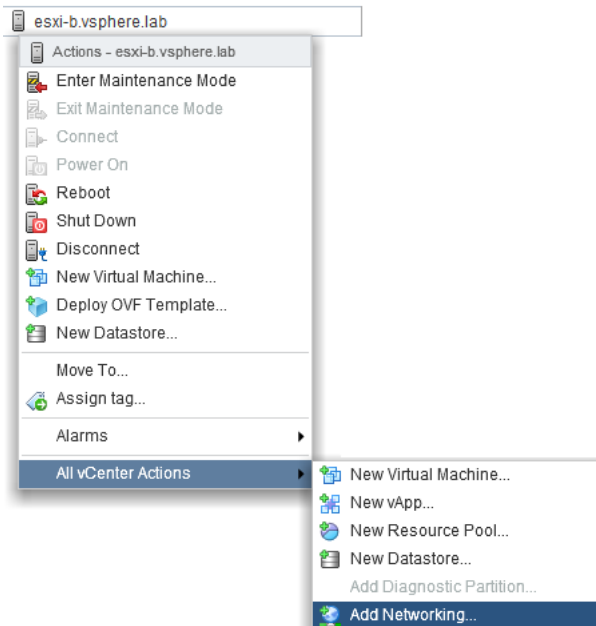 esxi-b.vsphere.lab
Actions - esxi-b.vsphere.lab
Enter Maintenance Mode
Exit Maintenance Mode
Connect
Power On
Reboot
Shut Down
Disconnect
New Virtual Machine...
Deploy OVF Template...
New Datastore...
Move To...
Assign tag...
Alarms
All vCenter Actions
New Virtual Machine...
New vApp...
New Resource Pool...
New Datastore...
Add Diagnostic Partition...
Add Networking...